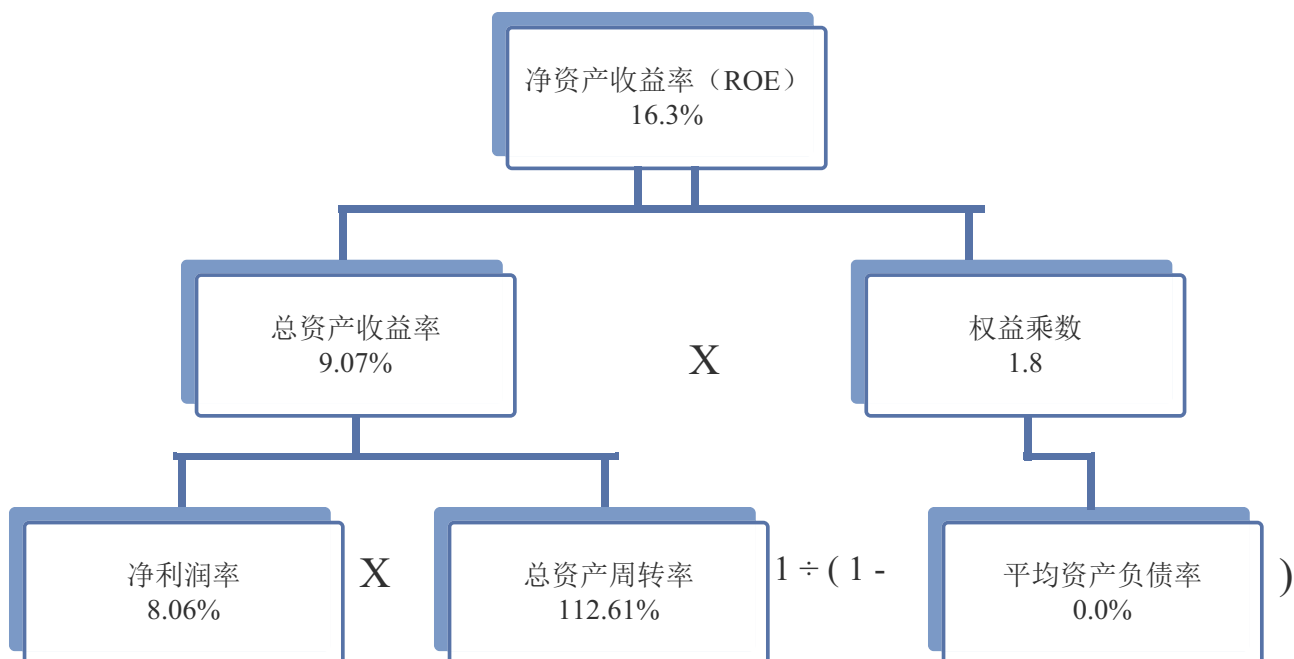 净资产收益率（ROE）
16.3%
总资产收益率
9.07%
X
权益乘数
1.8
净利润率
8.06%
X
总资产周转率
112.61%
1 ÷ ( 1 -
平均资产负债率
0.0%
)